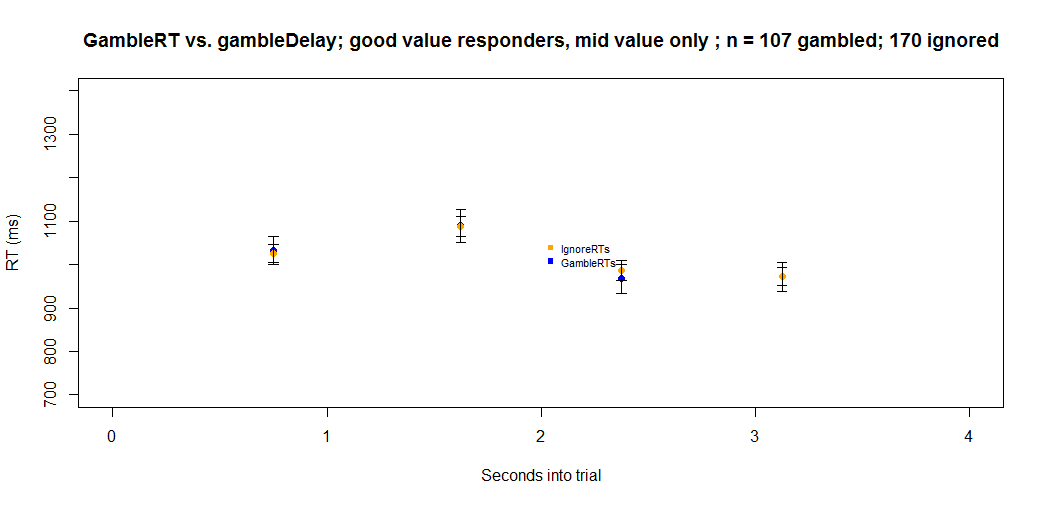 GambleRT vs. gambleDelay; good value responders, mid value only ; n = 107 gambled; 170 ignored
RT (ms)
1300
1100
900
800
700
IgnoreRTs
GambleRTs
0 1 2 3 4
Seconds into trial